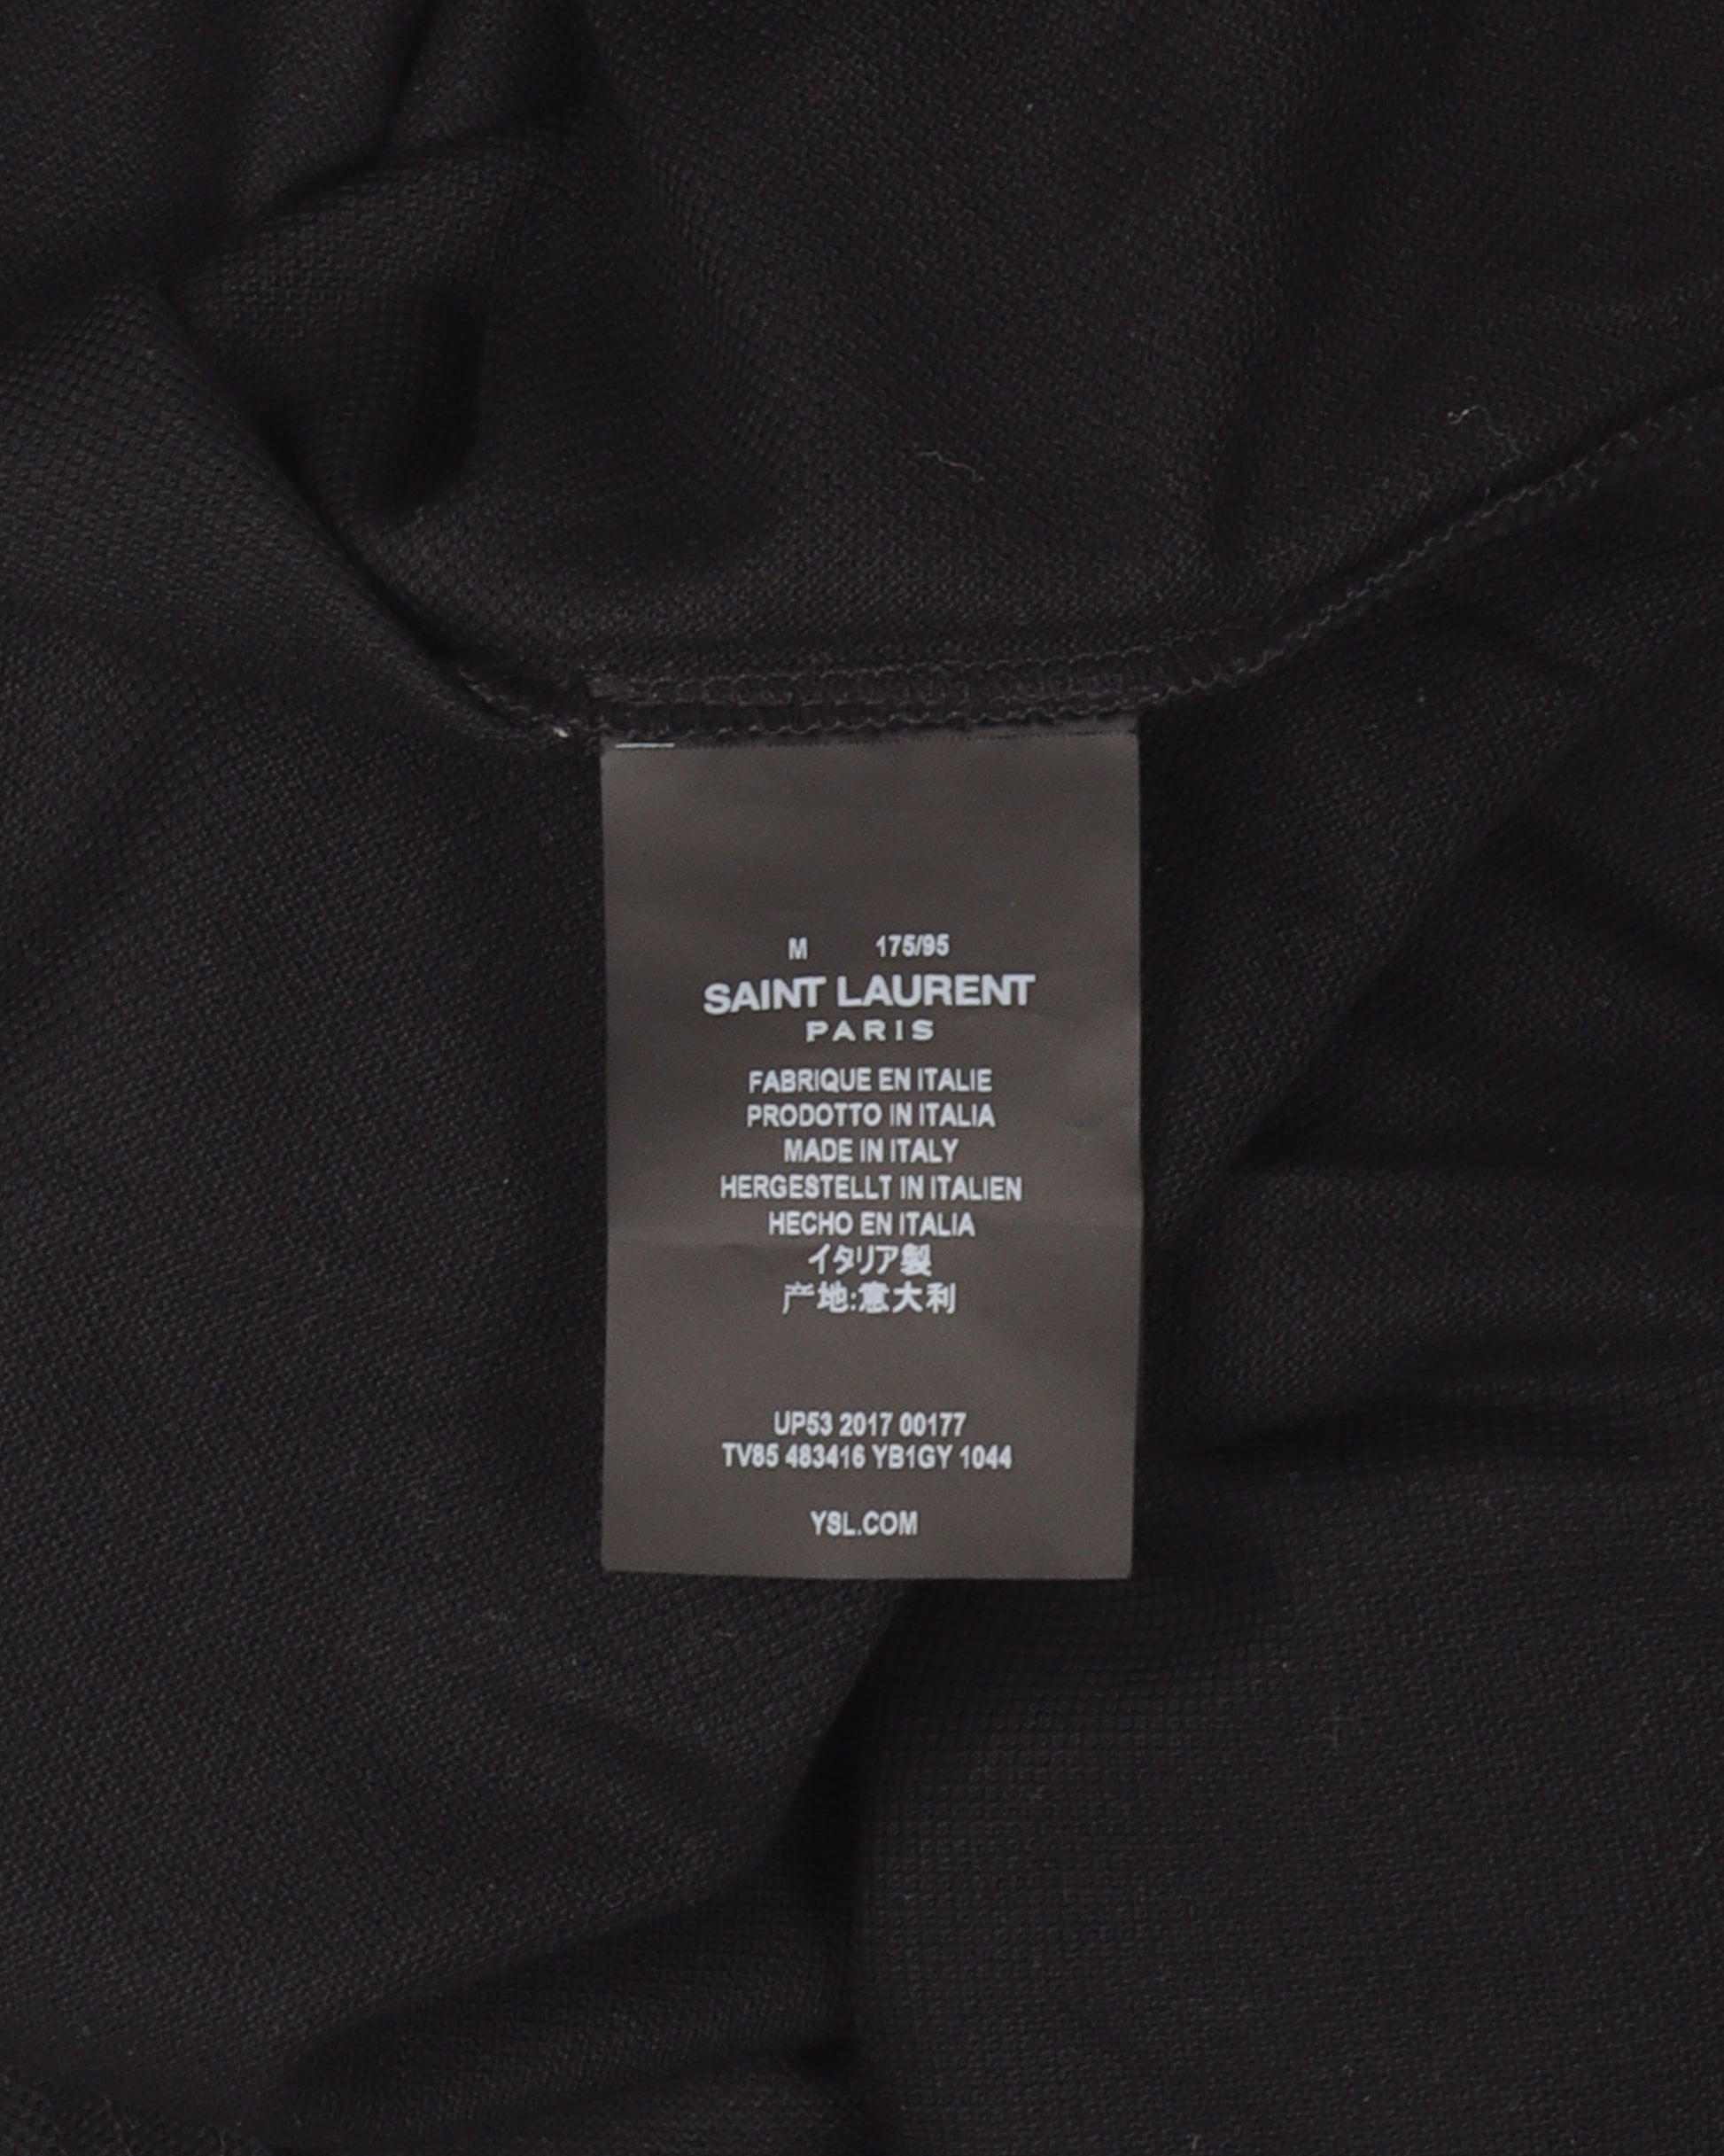 M 175/95
SAINT LAURENT
PARIS
FABRIQUE EN ITALIE
PRODOTTO IN ITALIA
MADE IN ITALY
HERGESTELLT IN ITALIEN
HECHO EN ITALIA
イタリア製
产地:意大利
UP53 2017 00177
TV85 483416 YB1GY 1044
YSL.COM